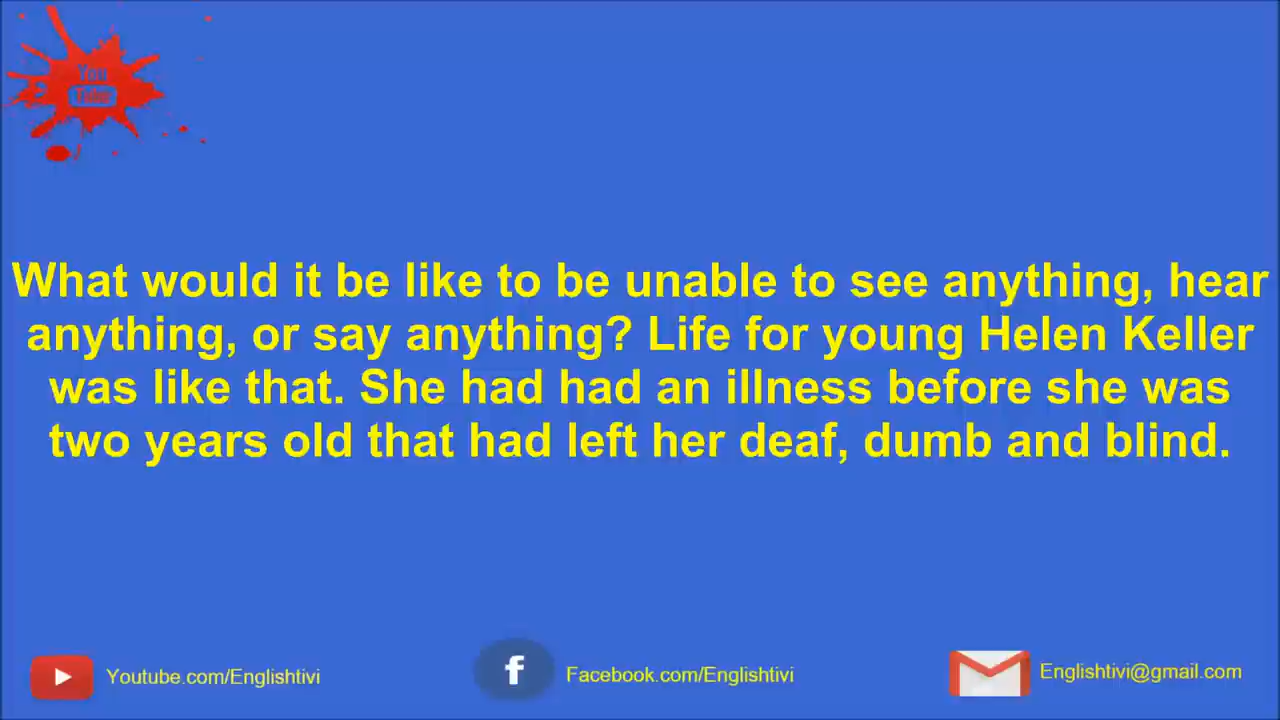 You
Tube
What would it be like to be unable to see anything, hear
anything, or say anything? Life for young Helen Keller
was like that. She had had an illness before she was
two years old that had left her deaf, dumb and blind.
Youtube.com/Englishtivi
f
Facebook.com/Englishtivi
Englishtivi@gmail.com